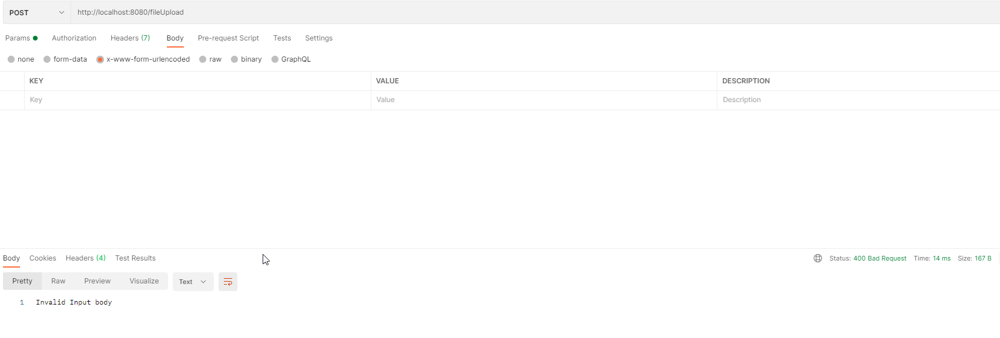 POST http://localhost:8080/fileUpload
Params Authorization Headers (7) Body Pre-request Script Tests Settings
none form-data x-www-form-urlencoded raw binary GraphQL
KEY VALUE DESCRIPTION
Key Value Description
Body Cookies Headers (4) Test Results Status: 400 Bad Request Time: 14 ms Size: 167 B
Pretty Raw Preview Visualize Text
1 Invalid Input body